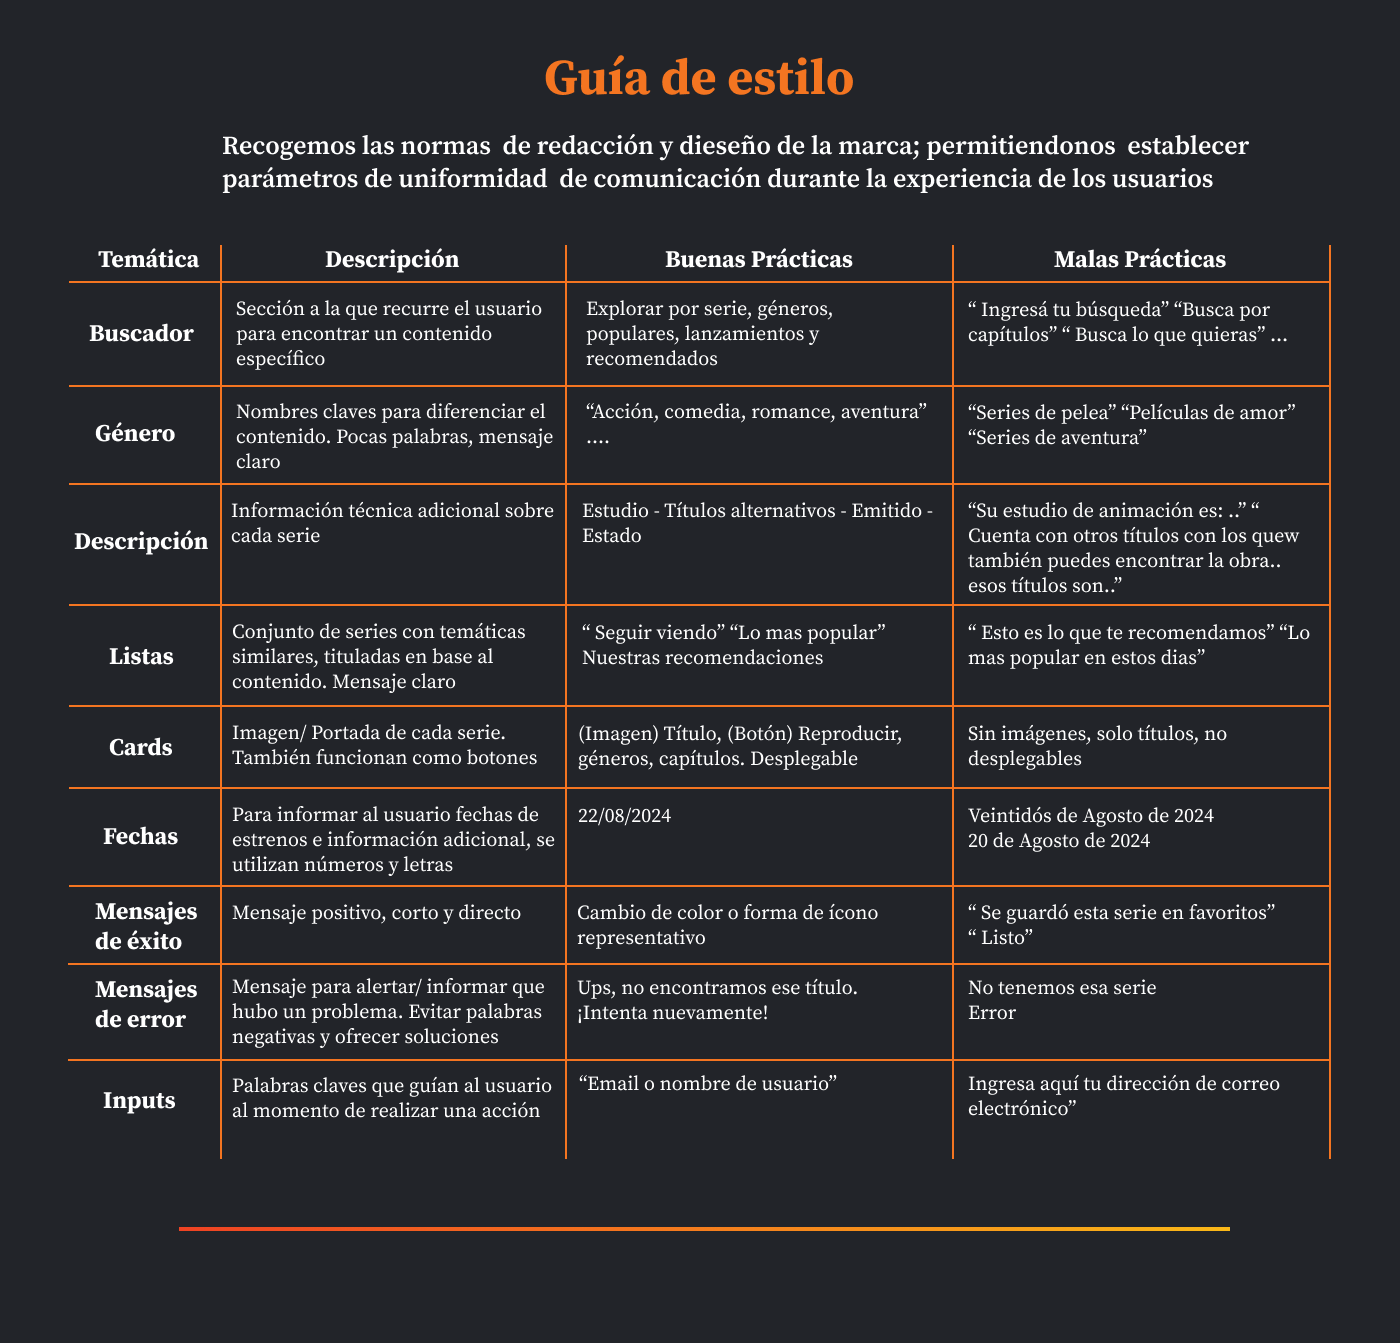 Guía de estilo
Recogemos las normas  de redacción y dieseño de la marca; permitiendonos  establecer
parámetros de uniformidad  de comunicación durante la experiencia de los usuarios
Temática
Descripción
Buenas Prácticas
Malas Prácticas
Buscador
Sección a la que recurre el usuario
para encontrar un contenido
específico
Explorar por serie, géneros,
populares, lanzamientos y
recomendados
“ Ingresá tu búsqueda” “Busca por
capítulos” “ Busca lo que quieras” ...
Género
Nombres claves para diferenciar el
contenido. Pocas palabras, mensaje
claro
“Acción, comedia, romance, aventura”
....
“Series de pelea” “Películas de amor”
“Series de aventura”
Descripción
Información técnica adicional sobre
cada serie
Estudio - Títulos alternativos - Emitido -
Estado
“Su estudio de animación es: ..” “
Cuenta con otros títulos con los quew
también puedes encontrar la obra..
esos títulos son..”
Listas
Conjunto de series con temáticas
similares, tituladas en base al
contenido. Mensaje claro
“ Seguir viendo” “Lo mas popular”
Nuestras recomendaciones
“ Esto es lo que te recomendamos” “Lo
mas popular en estos dias”
Cards
Imagen/ Portada de cada serie.
También funcionan como botones
(Imagen) Título, (Botón) Reproducir,
géneros, capítulos. Desplegable
Sin imágenes, solo títulos, no
desplegables
Fechas
Para informar al usuario fechas de
estrenos e información adicional, se
utilizan números y letras
22/08/2024
Veintidós de Agosto de 2024
20 de Agosto de 2024
Mensajes
de éxito
Mensaje positivo, corto y directo
Cambio de color o forma de ícono
representativo
“ Se guardó esta serie en favoritos”
“ Listo”
Mensajes
de error
Mensaje para alertar/ informar que
hubo un problema. Evitar palabras
negativas y ofrecer soluciones
Ups, no encontramos ese título.
¡Intenta nuevamente!
No tenemos esa serie
Error
Inputs
Palabras claves que guían al usuario
al momento de realizar una acción
“Email o nombre de usuario”
Ingresa aquí tu dirección de correo
electrónico”